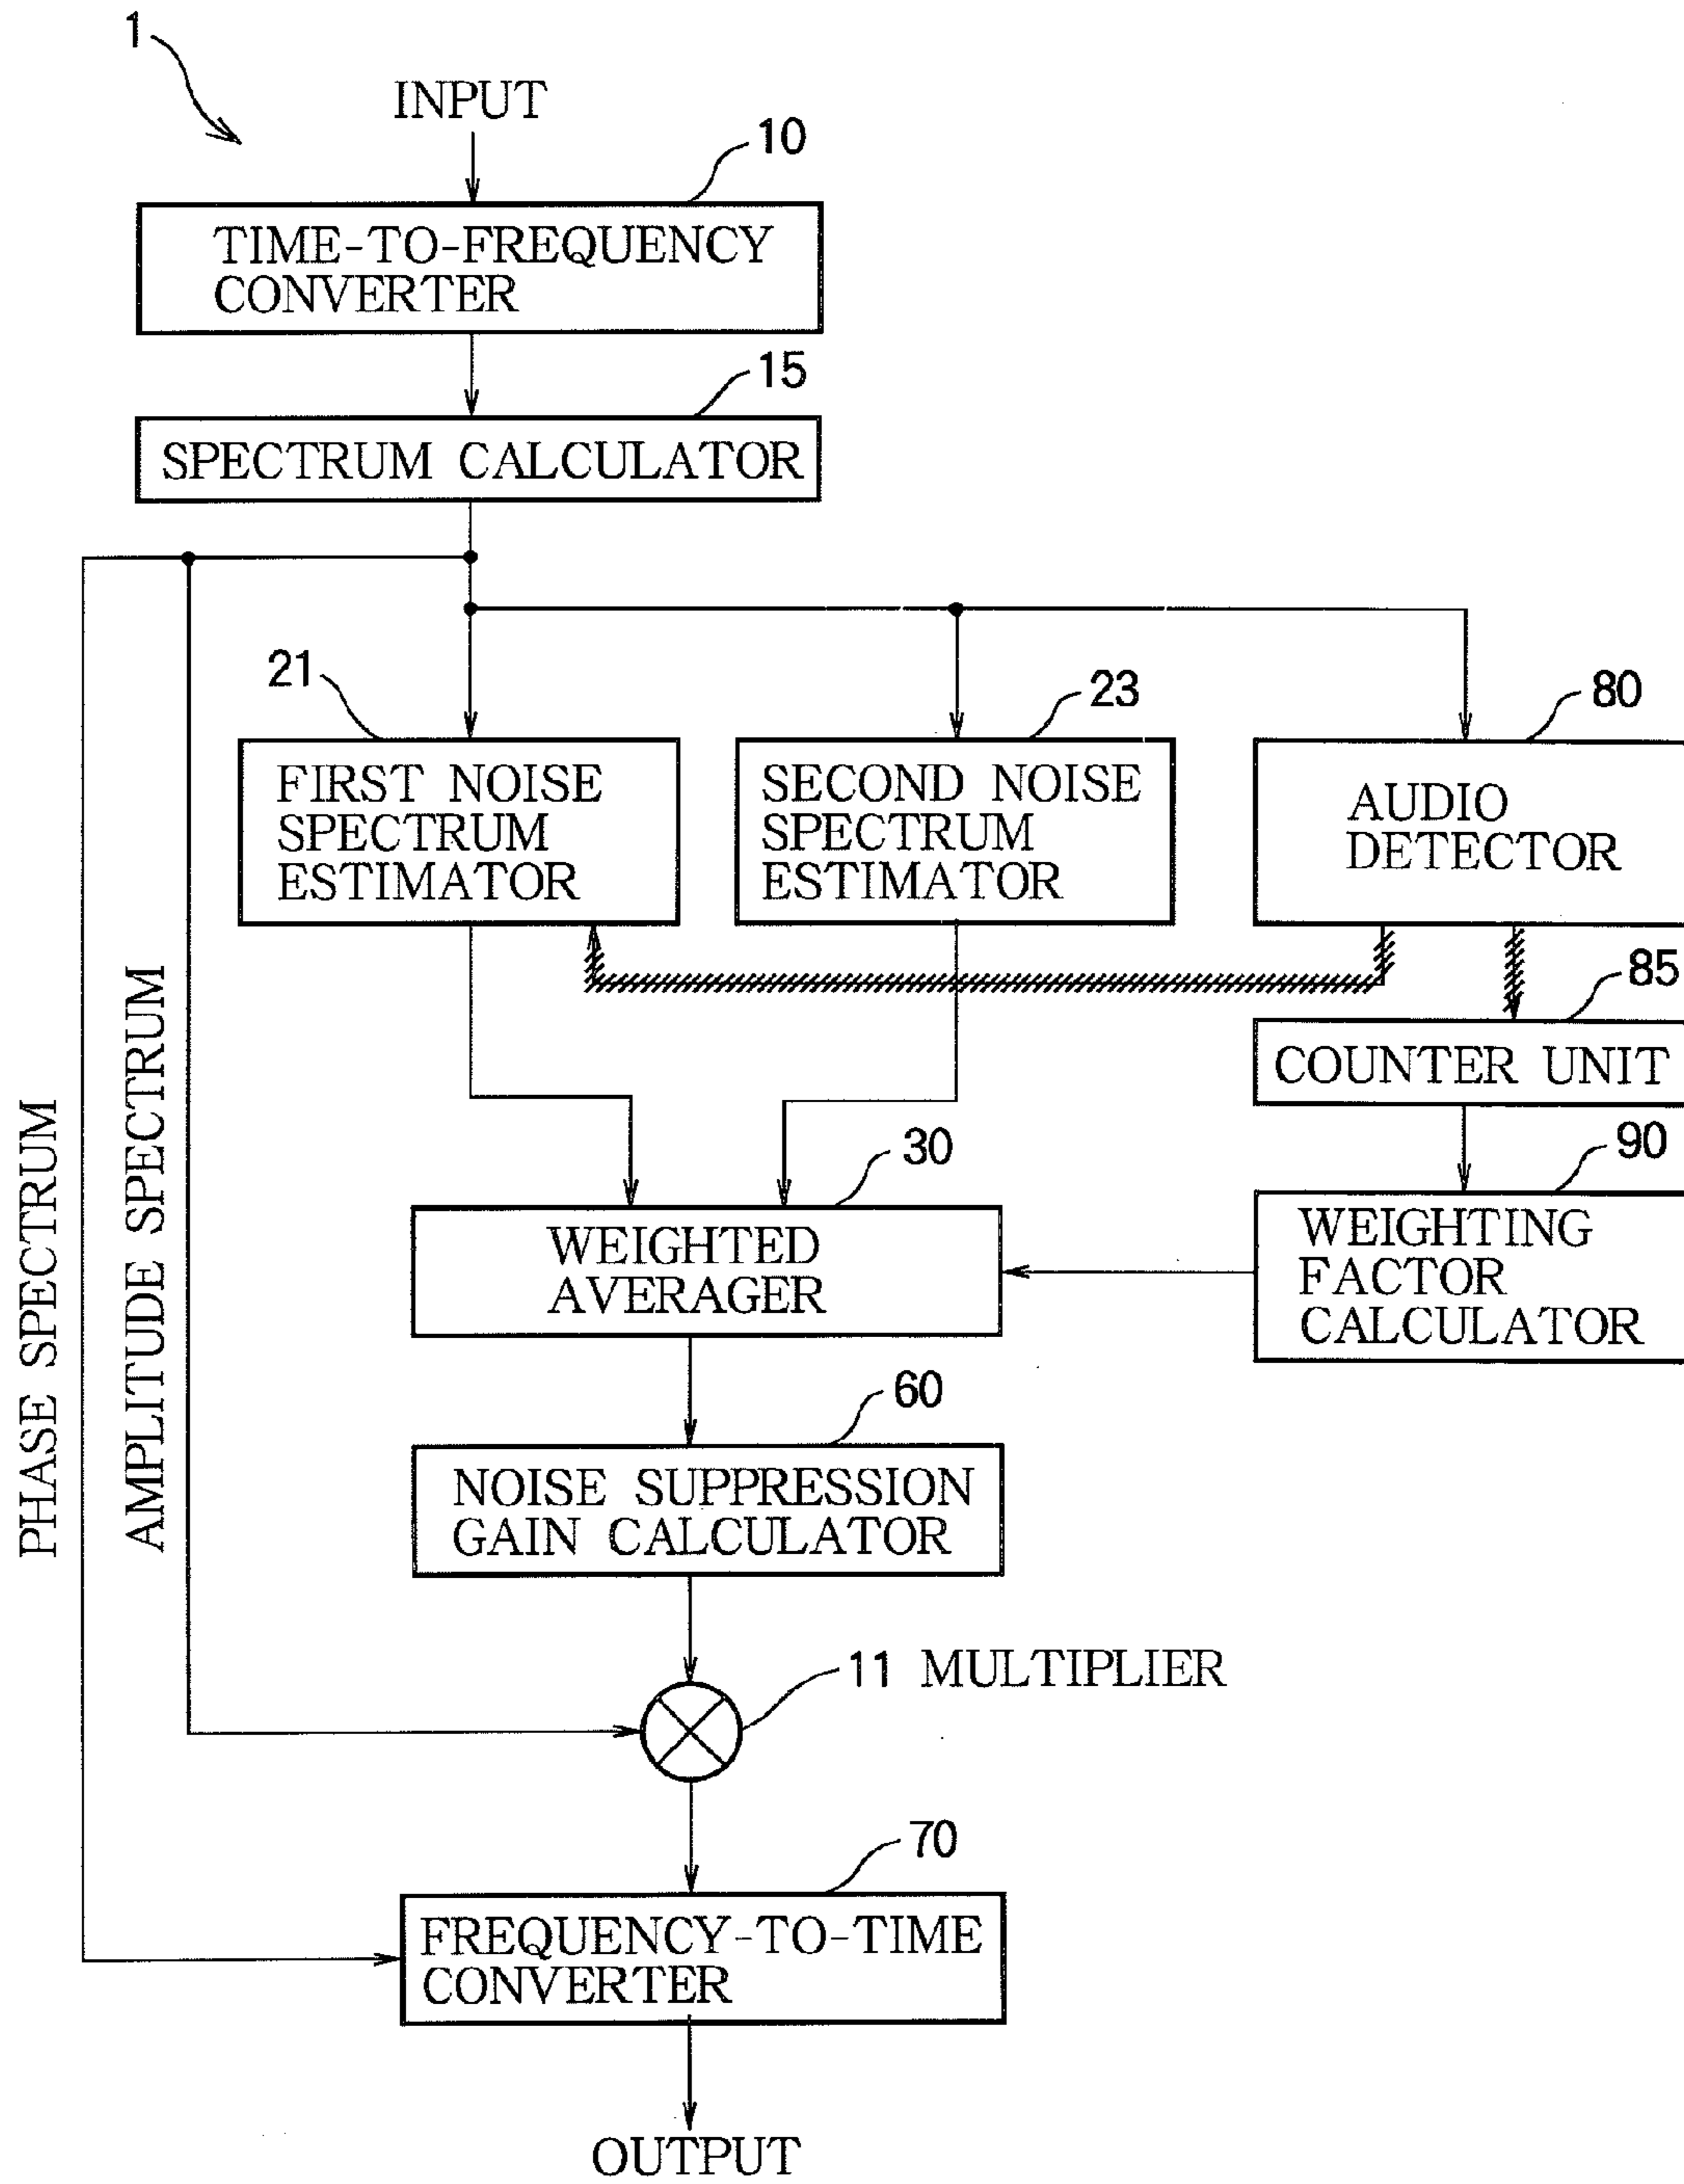 1
INPUT
10
TIME-TO-FREQUENCY
CONVERTER
15
SPECTRUM CALCULATOR
21
23
80
FIRST NOISE
SPECTRUM
ESTIMATOR
SECOND NOISE
SPECTRUM
ESTIMATOR
AUDIO
DETECTOR
85
COUNTER UNIT
PHASE SPECTRUM
AMPLITUDE SPECTRUM
30
90
WEIGHTED
AVERAGER
WEIGHTING
FACTOR
CALCULATOR
60
NOISE SUPPRESSION
GAIN CALCULATOR
11 MULTIPLIER
70
FREQUENCY-TO-TIME
CONVERTER
OUTPUT